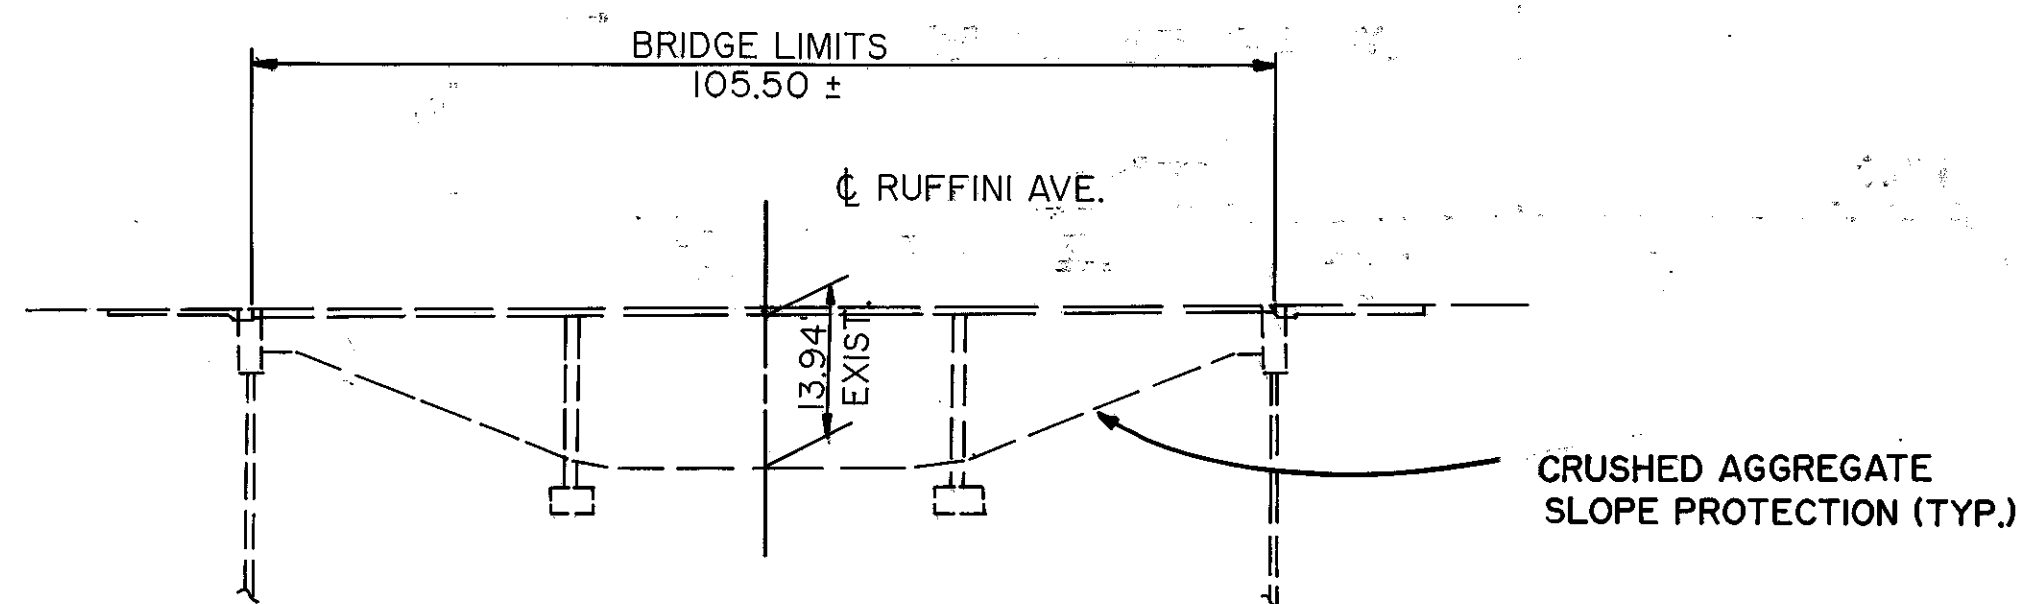 BRIDGE LIMITS
105.50 ±
℄ RUFFINI AVE.
13.94'
EXIST.
CRUSHED AGGREGATE
SLOPE PROTECTION (TYP.)